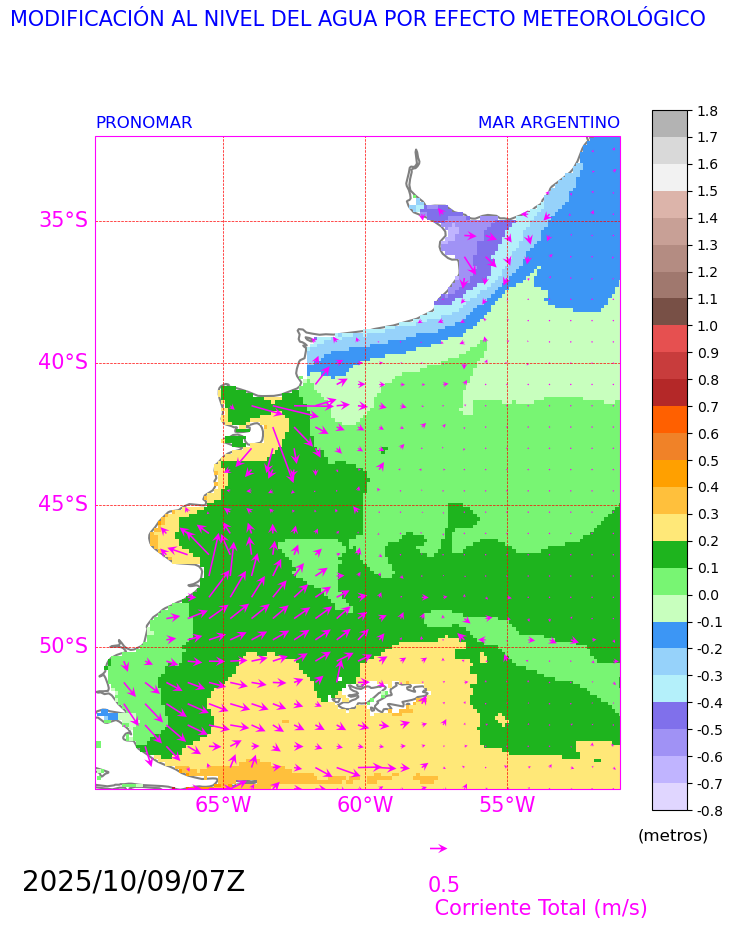 MODIFICACIÓN AL NIVEL DEL AGUA POR EFECTO METEOROLÓGICO
PRONOMAR
MAR ARGENTINO
35°S
40°S
45°S
50°S
65°W
60°W
55°W
1.8
1.7
1.6
1.5
1.4
1.3
1.2
1.1
1.0
0.9
0.8
0.7
0.6
0.5
0.4
0.3
0.2
0.1
0.0
-0.1
-0.2
-0.3
-0.4
-0.5
-0.6
-0.7
-0.8
(metros)
2025/10/09/07Z
0.5
Corriente Total (m/s)